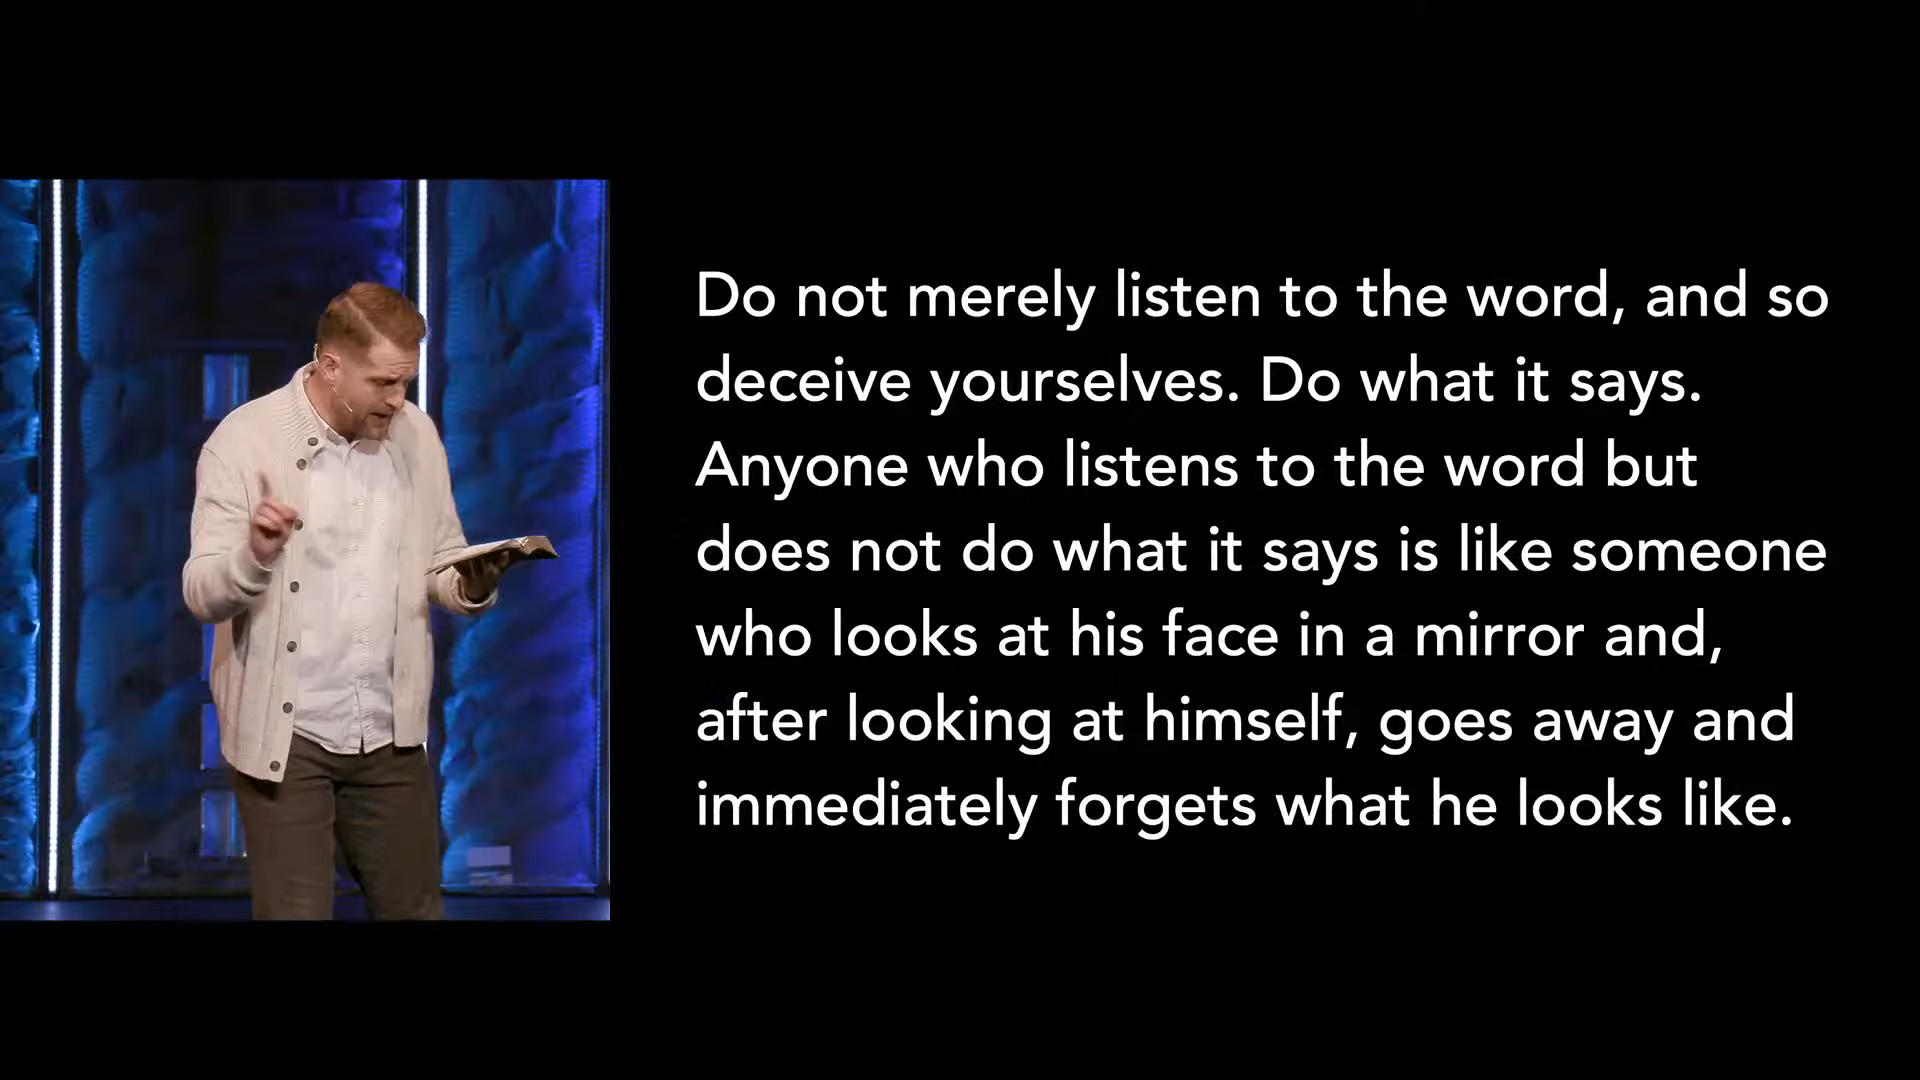 Do not merely listen to the word, and so
deceive yourselves. Do what it says.
Anyone who listens to the word but
does not do what it says is like someone
who looks at his face in a mirror and,
after looking at himself, goes away and
immediately forgets what he looks like.